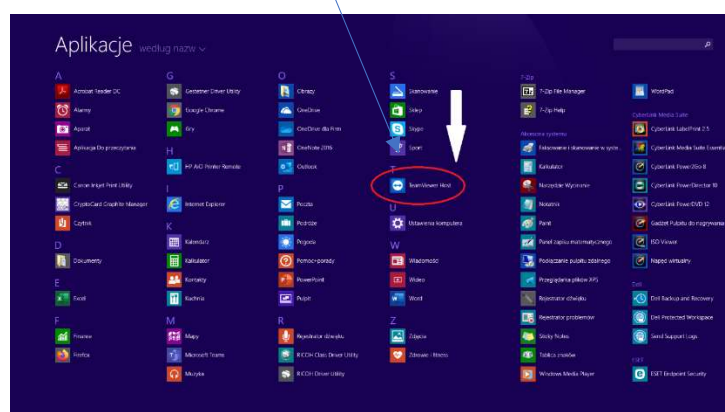 Aplikacje według nazw
A
Acrobat Reader DC
Alarmy
Aparat
Aplikacja Do przeczytania
C
Canon Inkjet Print Utility
CryptoCard Graphite Manager
Czytnik
D
Dokumenty
E
Excel
F
Finanse
Firefox
G
Gestetner Driver Utility
Google Chrome
Gry
H
HP AiO Printer Remote
I
Internet Explorer
K
Kalendarz
Kalkulator
Kontakty
Kuchnia
M
Mapy
Microsoft Teams
Muzyka
O
Obrazy
OneDrive
OneDrive dla Firm
OneNote 2016
Outlook
P
Poczta
Podróże
Pogoda
Pomoc+porady
PowerPoint
Pulpit
R
Rejestrator dźwięku
RICOH Class Driver Utility
RICOH Driver Utility
S
Skanowanie
Sklep
Skype
Sport
T
TeamViewer Host
U
Ustawienia komputera
W
Wiadomości
Wideo
Word
Z
Zdjęcia
Zdrowie i fitness
7-Zip
7-Zip File Manager
7-Zip Help
Akcesoria systemu
Faksowanie i skanowanie w syste...
Kalkulator
Narzędzie Wycinanie
Notatnik
Paint
Panel zapisu matematycznego
Podłączanie pulpitu zdalnego
Przeglądarka plików XPS
Rejestrator dźwięku
Rejestrator problemów
Sticky Notes
Tablica znaków
Windows Media Player
WordPad
CyberLink Media Suite
CyberLink LabelPrint 2.5
CyberLink Media Suite Essentia
CyberLink Power2Go 8
CyberLink PowerDirector 10
CyberLink PowerDVD 12
Gadżet Pulpitu do nagrywania
ISO Viewer
Napęd wirtualny
Dell
Dell Backup and Recovery
Dell Protected Workspace
Send Support Logs
ESET
ESET Endpoint Security